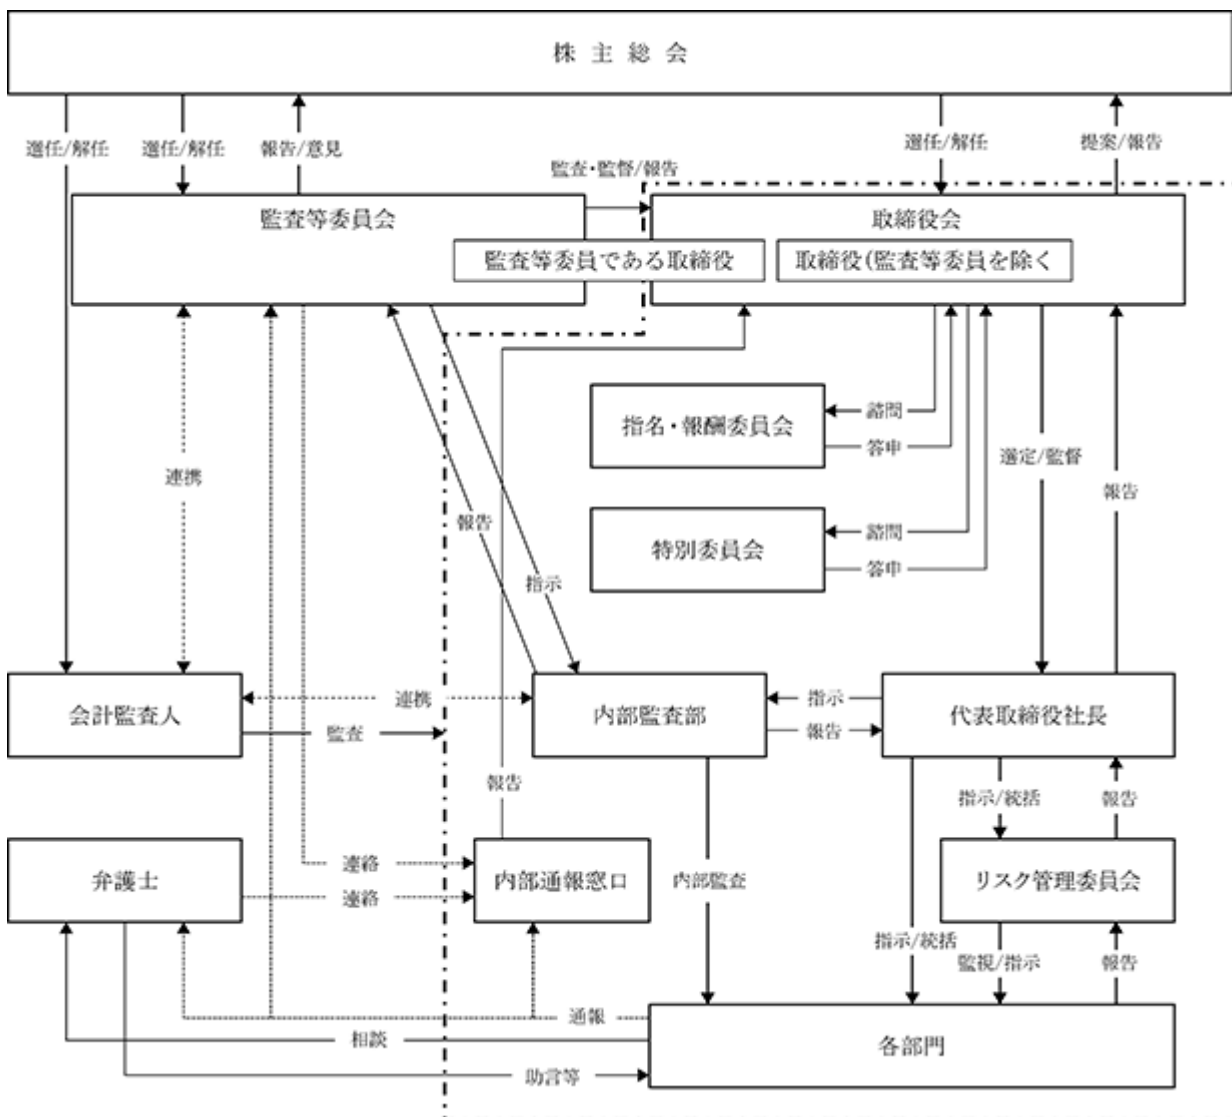 株主総会
選任/解任
選任/解任
報告/意見
選任/解任
提案/報告
監査・監督/報告
監査等委員会
取締役会
監査等委員である取締役
取締役(監査等委員を除く
諮問
指名・報酬委員会
答申
連携
選定/監督
報告
報告
諮問
特別委員会
答申
指示
連携
指示
会計監査人
内部監査部
代表取締役社長
監査
報告
報告
指示/統括
報告
連絡
弁護士
内部通報窓口
内部監査
リスク管理委員会
連絡
指示/統括
監視/指示
報告
通報
相談
各部門
助言等